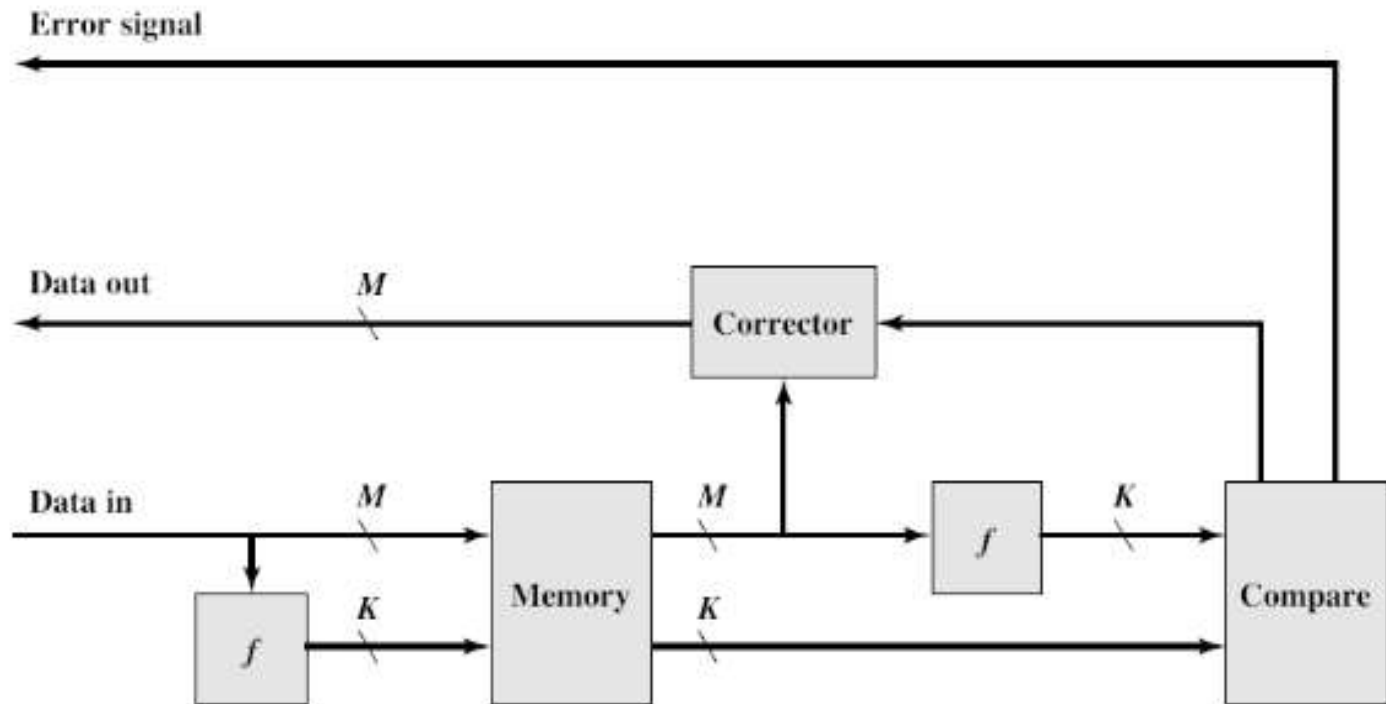 Error signal
Data out
M
Corrector
Data in
M
M
K
f
Memory
Compare
K
K
f